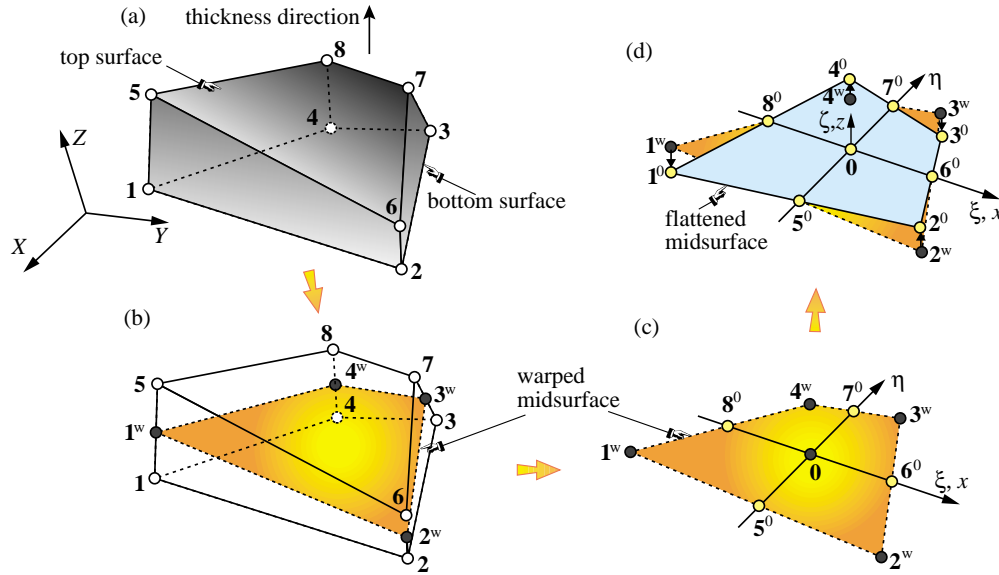 (a)
thickness direction
top surface
8
7
5
4
3
1
6
2
bottom surface
Z
Y
X
(d)
4⁰
7⁰
η
8⁰
4ʷ
3ʷ
ζ,z
1ʷ
3⁰
0
1⁰
6⁰
ξ, x
5⁰
flattened
midsurface
2⁰
2ʷ
(b)
8
7
5
4ʷ
3ʷ
4
3
1ʷ
1
6
2ʷ
2
warped
midsurface
(c)
4ʷ
7⁰
η
8⁰
3ʷ
1ʷ
0
6⁰
ξ, x
5⁰
2ʷ